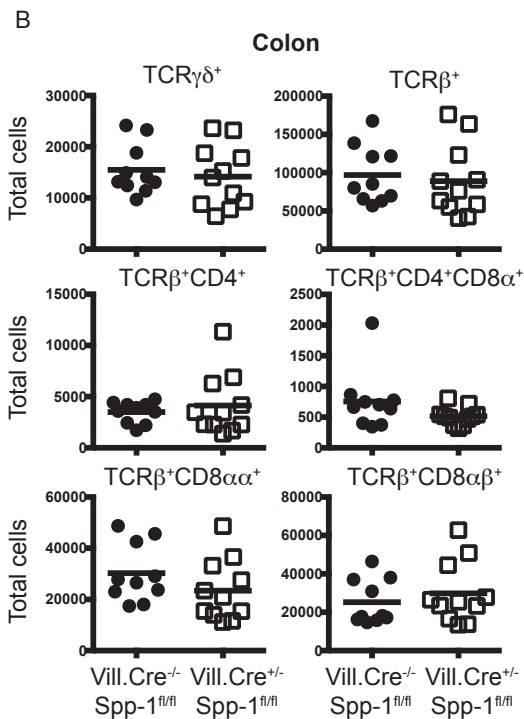 B
Colon
TCRγδ⁺
TCRβ⁺
Total cells
30000
20000
10000
0
200000
150000
100000
50000
0
TCRβ⁺CD4⁺
TCRβ⁺CD4⁺CD8α⁺
Total cells
15000
10000
5000
0
2500
2000
1500
1000
500
0
TCRβ⁺CD8αα⁺
TCRβ⁺CD8αβ⁺
Total cells
60000
40000
20000
0
80000
60000
40000
20000
0
Vill.Cre⁻/⁻ Vill.Cre⁺/⁻ Vill.Cre⁻/⁻ Vill.Cre⁺/⁻
Spp-1fl/fl Spp-1fl/fl Spp-1fl/fl Spp-1fl/fl